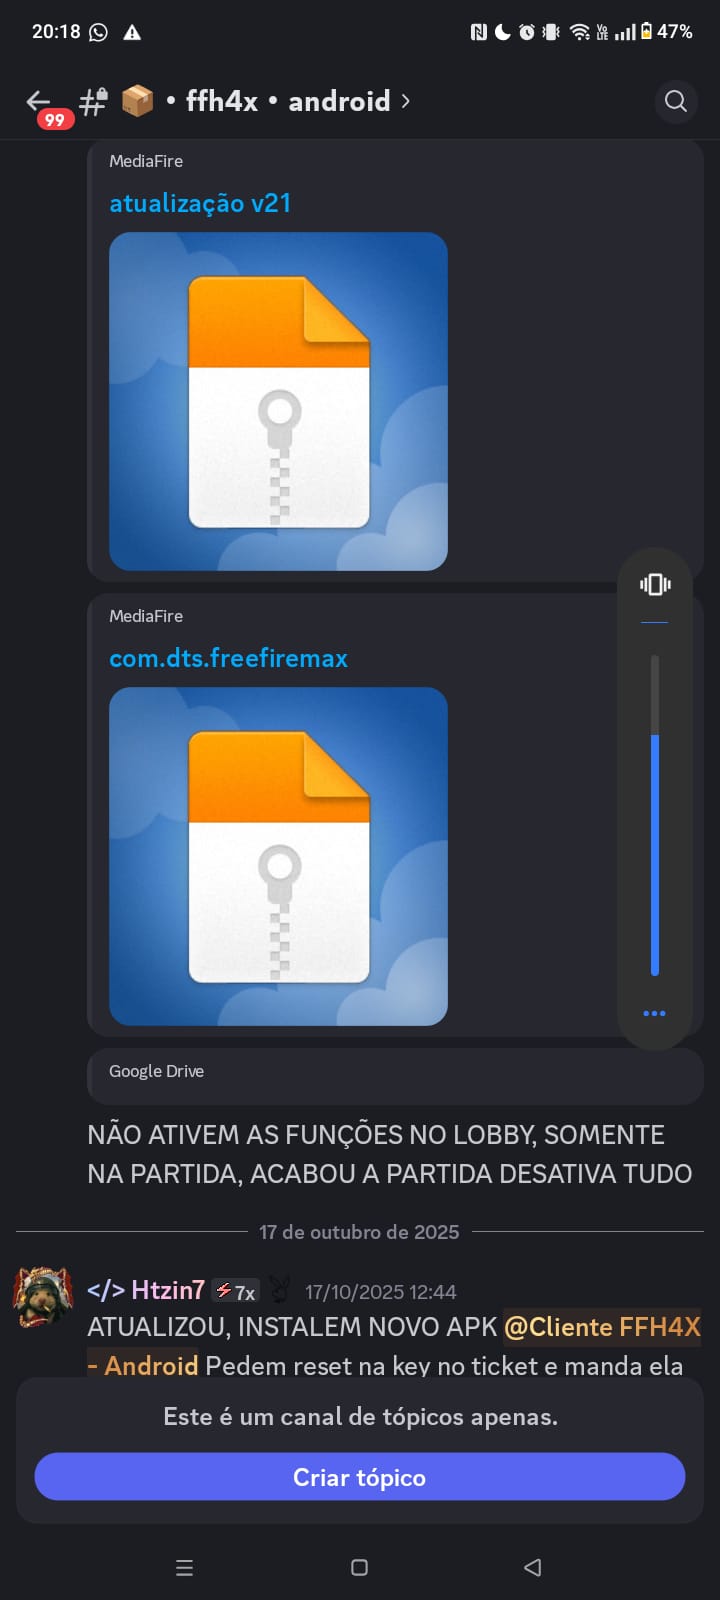 20:18
Vo LTE
47%
99
# 📦 • ffh4x • android
MediaFire
atualização v21
MediaFire
com.dts.freefiremax
Google Drive
NÃO ATIVEM AS FUNÇÕES NO LOBBY, SOMENTE
NA PARTIDA, ACABOU A PARTIDA DESATIVA TUDO
17 de outubro de 2025
</> Htzin7 ⚡7x 17/10/2025 12:44
ATUALIZOU, INSTALEM NOVO APK @Cliente FFH4X
- Android Pedem reset na key no ticket e manda ela
Este é um canal de tópicos apenas.
Criar tópico